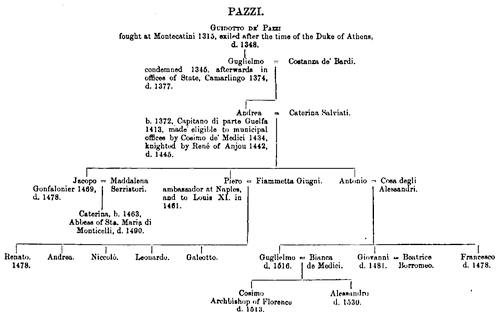 PAZZI.
GUIDOTTO DE' PAZZI
fought at Montecatini 1315, exiled after the time of the Duke of Athens,
d. 1348.
Guglielmo = Costanza de' Bardi.
condemned 1345, afterwards in
offices of State, Camarlingo 1374,
d. 1377.
Andrea = Caterina Salviati.
b. 1372, Capitano di parte Guelfa
1413, made eligible to municipal
offices by Cosimo de' Medici 1434,
knighted by René of Anjou 1442,
d. 1445.
Jacopo = Maddalena
Gonfalonier 1469, Serristori.
d. 1478.
Caterina, b. 1463,
Abbess of Sta. Maria di
Monticelli, d. 1490.
Piero = Fiammetta Giugni.
ambassador at Naples,
and to Louis XI. in
1461.
Antonio = Cosa degli
Alessandri.
Renato. Andrea. Niccolò. Leonardo. Galeotto.
1478.
Guglielmo = Bianca
d. 1516. de Medici.
Giovanni = Beatrice
d. 1481. Borromeo.
Francesco
d. 1478.
Cosimo
Archbishop of Florence
d. 1513.
Alessandro
d. 1530.